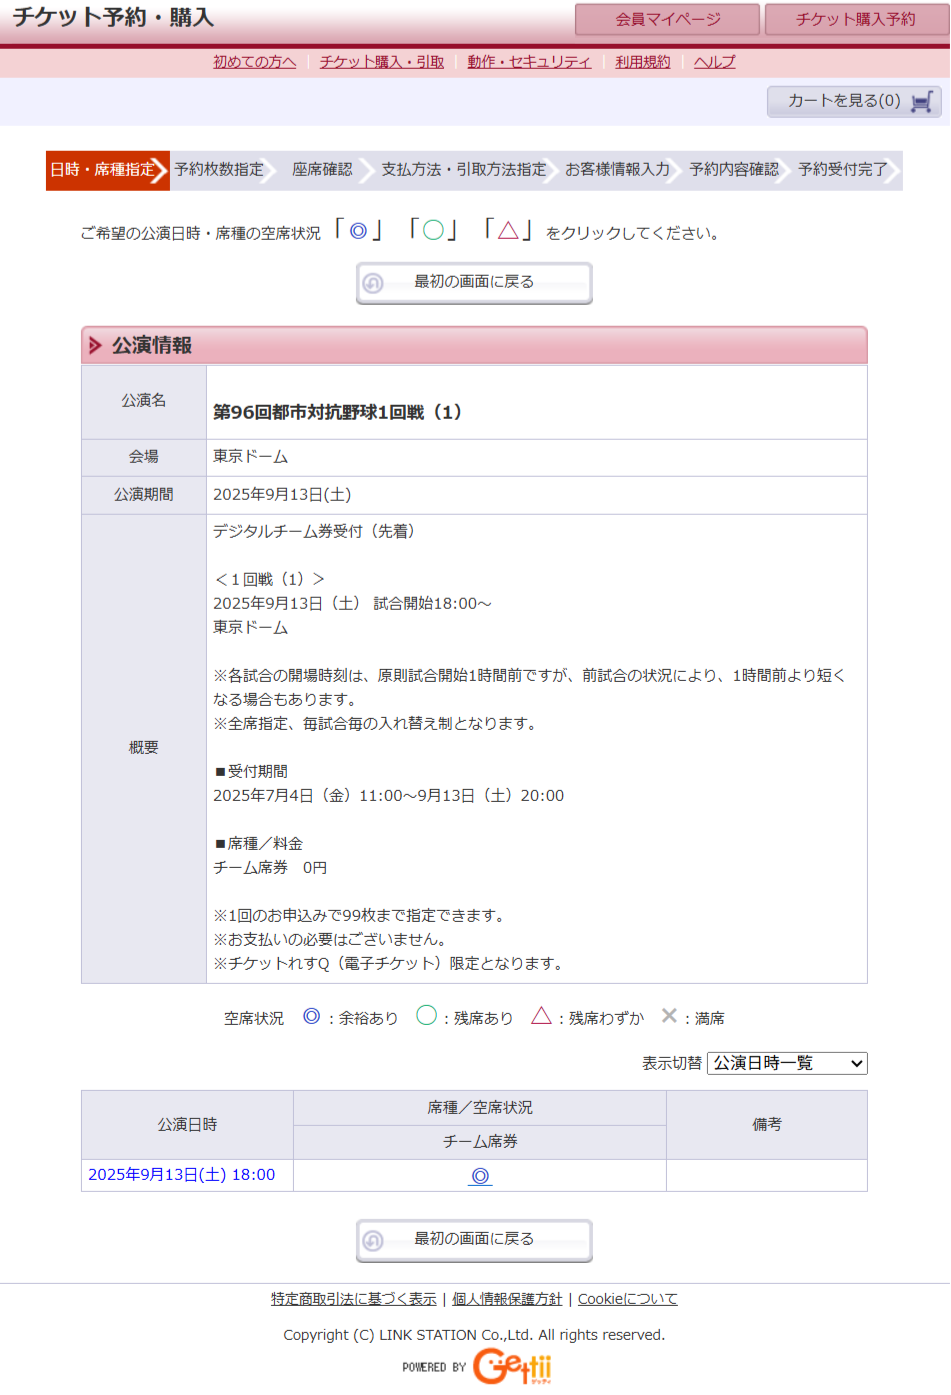 チケット予約・購入
会員マイページ
チケット購入予約
初めての方へ | チケット購入・引取 | 動作・セキュリティ | 利用規約 | ヘルプ
カートを見る(0)
日時・席種指定 予約枚数指定 座席確認 支払方法・引取方法指定 お客様情報入力 予約内容確認 予約受付完了
ご希望の公演日時・席種の空席状況「◎」「○」「△」をクリックしてください。
最初の画面に戻る
公演情報
公演名
第96回都市対抗野球1回戦（1）
会場
東京ドーム
公演期間
2025年9月13日(土)
概要
デジタルチーム券受付（先着）
＜１回戦（1）＞
2025年9月13日（土） 試合開始18:00～
東京ドーム
※各試合の開場時刻は、原則試合開始1時間前ですが、前試合の状況により、1時間前より短く
なる場合もあります。
※全席指定、毎試合毎の入れ替え制となります。
■受付期間
2025年7月4日（金）11:00～9月13日（土）20:00
■席種／料金
チーム席券　0円
※1回のお申込みで99枚まで指定できます。
※お支払いの必要はございません。
※チケットれすQ（電子チケット）限定となります。
空席状況 ◎：余裕あり ○：残席あり △：残席わずか ✕：満席
表示切替 公演日時一覧
公演日時
席種／空席状況
備考
チーム席券
2025年9月13日(土) 18:00
◎
最初の画面に戻る
特定商取引法に基づく表示 | 個人情報保護方針 | Cookieについて
Copyright (C) LINK STATION Co.,Ltd. All rights reserved.
POWERED BY Gettii ゲッティ